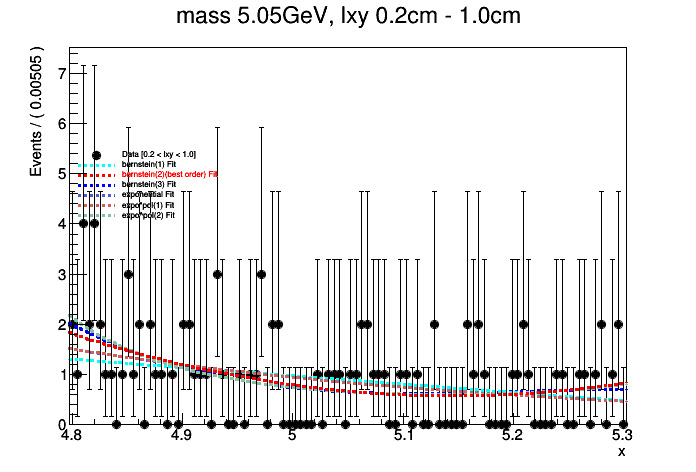 mass 5.05GeV, lxy 0.2cm - 1.0cm
Events / ( 0.00505 )
7
6
5
4
3
2
1
0
Data [0.2 < lxy < 1.0]
bernstein(1) Fit
bernstein(2)(best order) Fit
bernstein(3) Fit
exponential Fit
expo*pol(1) Fit
expo*pol(2) Fit
4.8 4.9 5 5.1 5.2 5.3
x